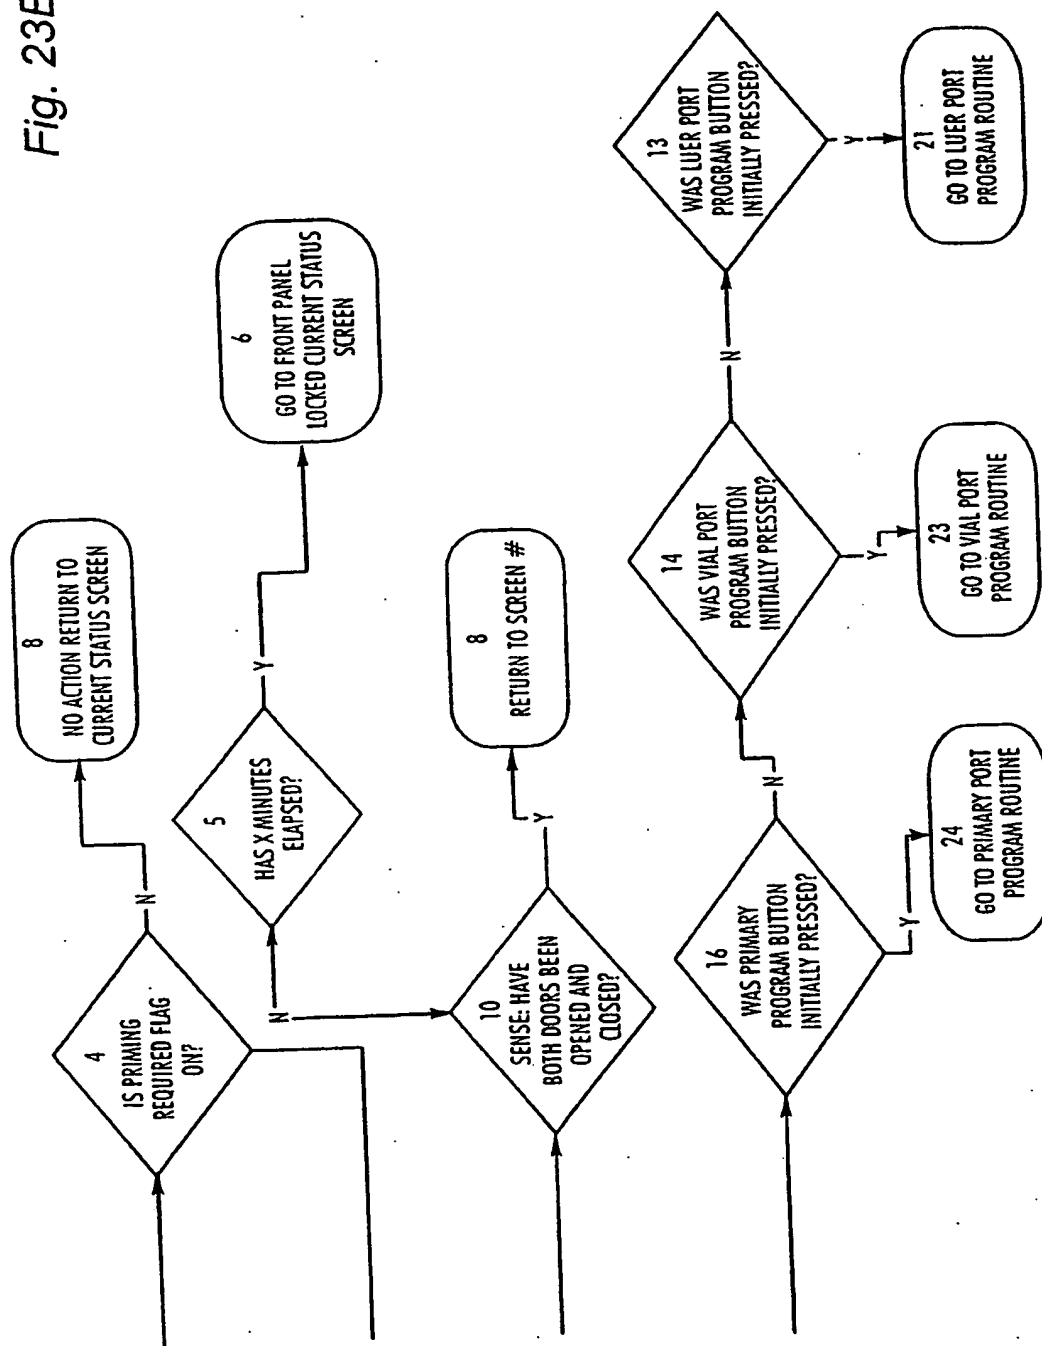 Fig. 23E
4
IS PRIMING
REQUIRED FLAG
ON?
N
8
NO ACTION RETURN TO
CURRENT STATUS SCREEN
5
HAS X MINUTES
ELAPSED?
Y
N
6
GO TO FRONT PANEL
LOCKED CURRENT STATUS
SCREEN
10
SENSE: HAVE
BOTH DOORS BEEN
OPENED AND
CLOSED?
Y
8
RETURN TO SCREEN #
16
WAS PRIMARY
PROGRAM BUTTON
INITIALLY PRESSED?
N
Y
24
GO TO PRIMARY PORT
PROGRAM ROUTINE
14
WAS VIAL PORT
PROGRAM BUTTON
INITIALLY PRESSED?
N
Y
23
GO TO VIAL PORT
PROGRAM ROUTINE
13
WAS LUER PORT
PROGRAM BUTTON
INITIALLY PRESSED?
Y
21
GO TO LUER PORT
PROGRAM ROUTINE